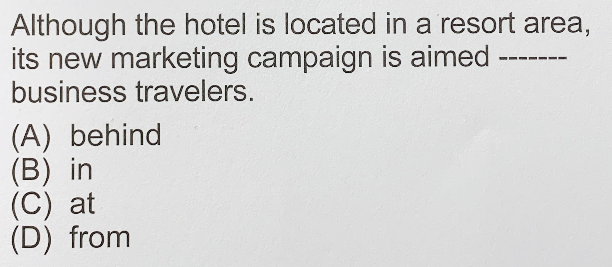 Although the hotel is located in a resort area,
its new marketing campaign is aimed -------
business travelers.
(A) behind
(B) in
(C) at
(D) from